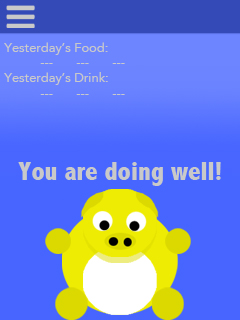 Yesterday's Food:
--- --- ---
Yesterday's Drink:
--- --- ---
You are doing well!